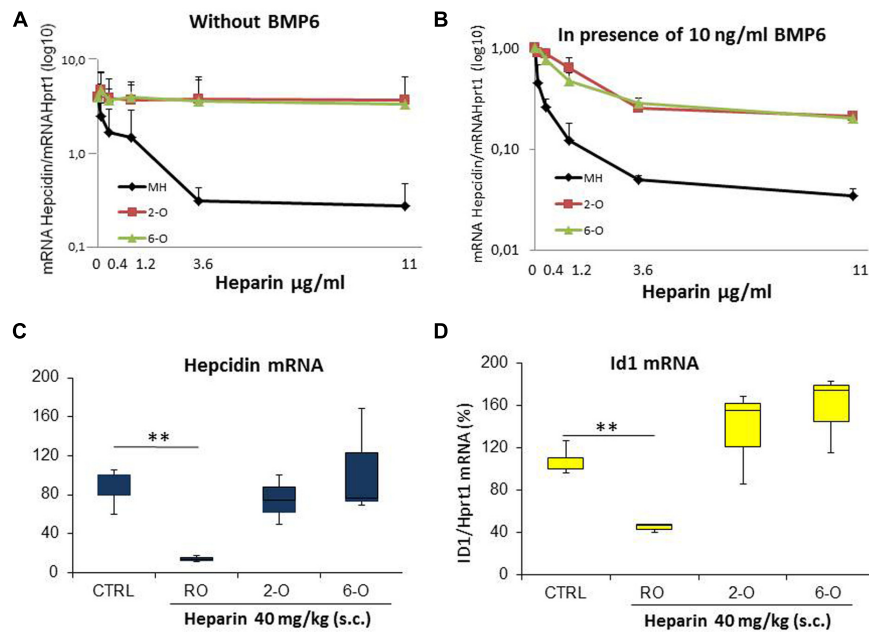 A
Without BMP6
mRNA Hepcidin/mRNAHprt1 (log10)
10,0
1,0
0,1
MH
2-O
6-O
0 0.4 1.2 3.6 11
Heparin µg/ml
B
In presence of 10 ng/ml BMP6
mRNA Hepcidin/mRNAHprt1 (log10)
1,00
0,10
0,01
MH
2-O
6-O
0 0.4 1.2 3.6 11
Heparin µg/ml
C
Hepcidin mRNA
200
160
120
80
40
0
**
CTRL RO 2-O 6-O
Heparin 40 mg/kg (s.c.)
D
Id1 mRNA
ID1/Hprt1 mRNA (%)
200
160
120
80
40
0
**
CTRL RO 2-O 6-O
Heparin 40 mg/kg (s.c.)